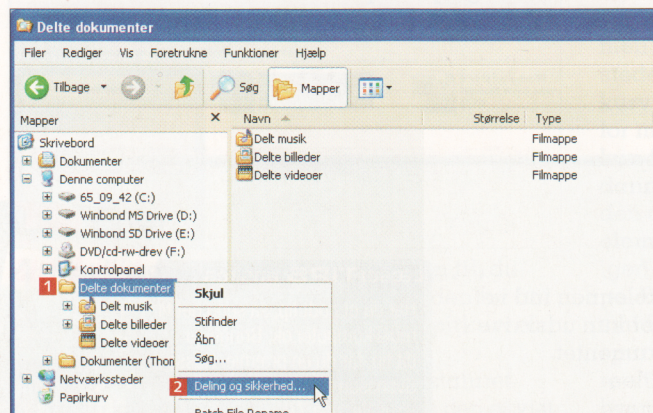 Delte dokumenter
Filer Rediger Vis Foretrukne Funktioner Hjælp
Tilbage Søg Mapper
Mapper X Navn Størrelse Type
Skrivebord
Dokumenter
Denne computer
65_09_42 (C:)
Winbond MS Drive (D:)
Winbond SD Drive (E:)
DVD/cd-rw-drev (F:)
Kontrolpanel
1 Delte dokumenter
Delt musik
Delte billeder
Delte videoer
Dokumenter (Thon
Netværkssteder
Papirkurv
Delt musik Filmappe
Delte billeder Filmappe
Delte videoer Filmappe
Skjul
Stifinder
Åbn
Søg...
2 Deling og sikkerhed...
Batch File Rename